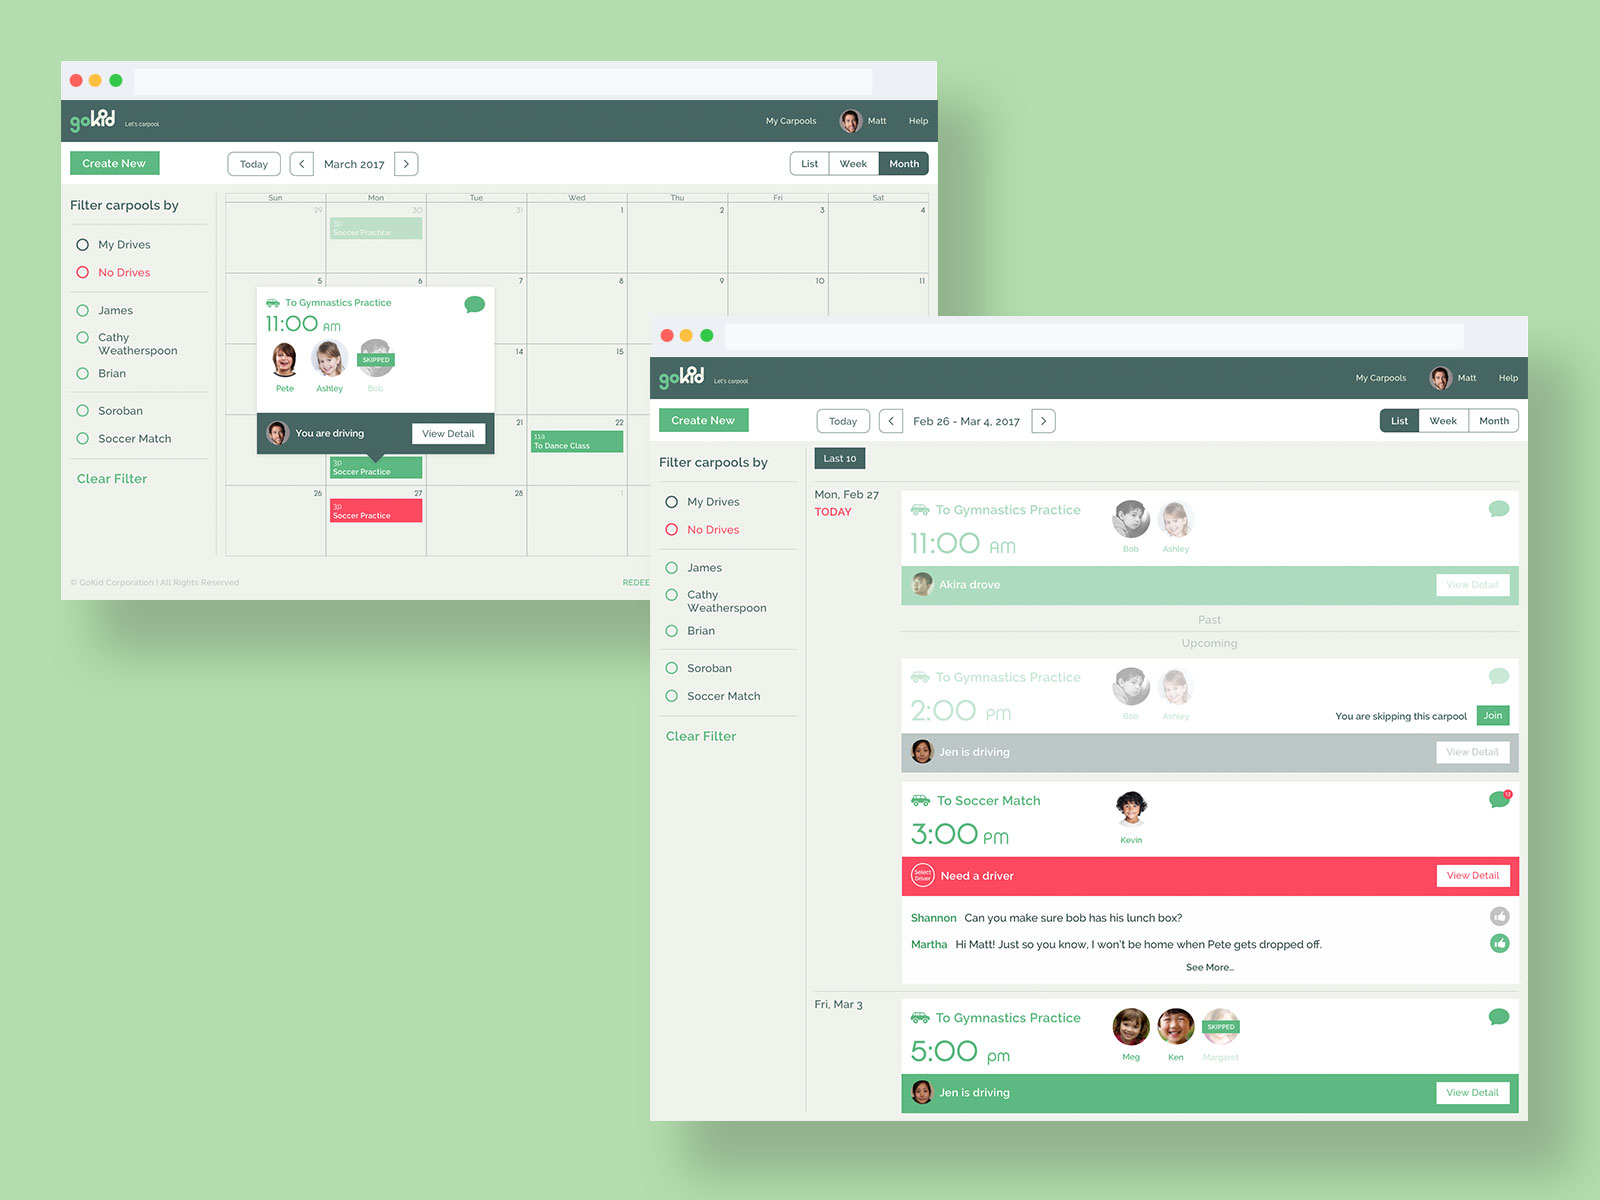 gokid Let's carpool
My Carpools Matt Help
Create New
Today < March 2017 >
List Week Month
Filter carpools by
My Drives
No Drives
James
Cathy
Weatherspoon
Brian
Soroban
Soccer Match
Clear Filter
Sun Mon Tue Wed Thu Fri Sat
29 30 31 1 2 3 4
3p
Soccer Practice
5 6 7 8 9 10 11
To Gymnastics Practice
11:00 AM
SKIPPED
Pete Ashley Bob
You are driving View Detail
14 15
21 22
11a
To Dance Class
3p
Soccer Practice
26 27 28 1
3p
Soccer Practice
© GoKid Corporation | All Rights Reserved
REDEE
gokid Let's carpool
My Carpools Matt Help
Create New
Today < Feb 26 - Mar 4, 2017 >
List Week Month
Filter carpools by
My Drives
No Drives
James
Cathy
Weatherspoon
Brian
Soroban
Soccer Match
Clear Filter
Last 10
Mon, Feb 27
TODAY
To Gymnastics Practice
11:00 AM
Bob Ashley
Akira drove View Detail
Past
Upcoming
To Gymnastics Practice
2:00 PM
Bob Ashley
You are skipping this carpool Join
Jen is driving View Detail
To Soccer Match
12
3:00 PM
Kevin
Select
Driver
Need a driver View Detail
Shannon Can you make sure bob has his lunch box?
Martha Hi Matt! Just so you know, I won't be home when Pete gets dropped off.
See More...
Fri, Mar 3
To Gymnastics Practice
5:00 pm
SKIPPED
Meg Ken Margaret
Jen is driving View Detail